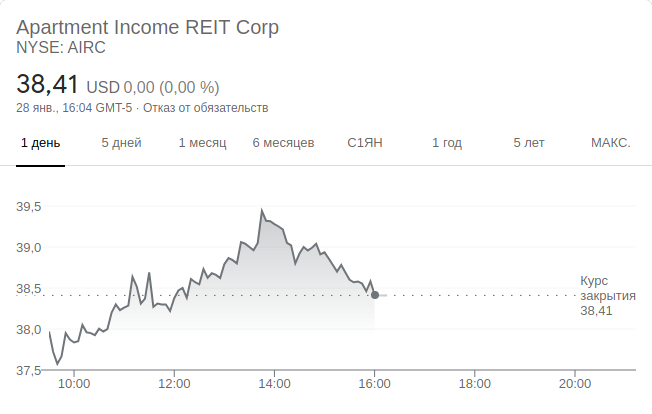 Apartment Income REIT Corp
NYSE: AIRC
38,41 USD 0,00 (0,00 %)
28 янв., 16:04 GMT-5 · Отказ от обязательств
1 день 5 дней 1 месяц 6 месяцев С1ЯН 1 год 5 лет МАКС.
39,5
39,0
38,5
38,0
37,5
Курс
закрытия
38,41
10:00 12:00 14:00 16:00 18:00 20:00